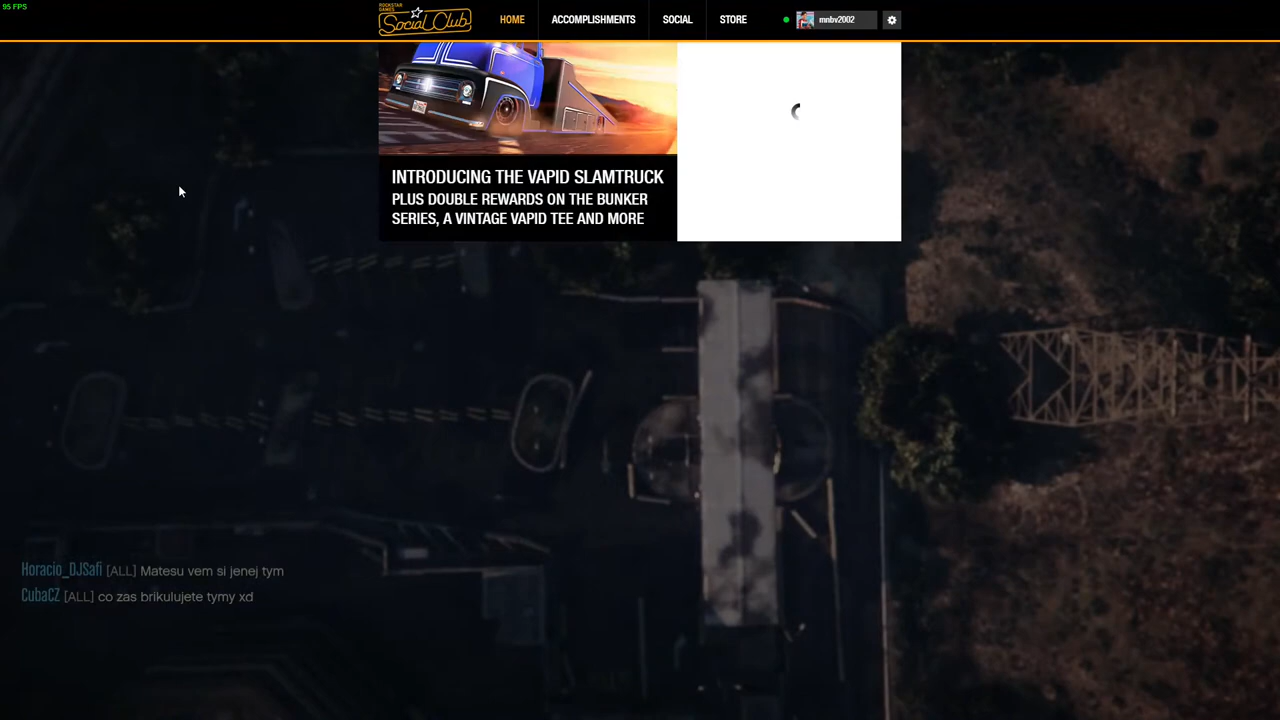 95 FPS
ROCKSTAR
GAMES
Social Club
HOME
ACCOMPLISHMENTS
SOCIAL
STORE
mnbv2002
INTRODUCING THE VAPID SLAMTRUCK
PLUS DOUBLE REWARDS ON THE BUNKER
SERIES, A VINTAGE VAPID TEE AND MORE
Horacio_DJSafi [ALL] Matesu vem si jenej tym
CubaCZ [ALL] co zas brikulujete tymy xd